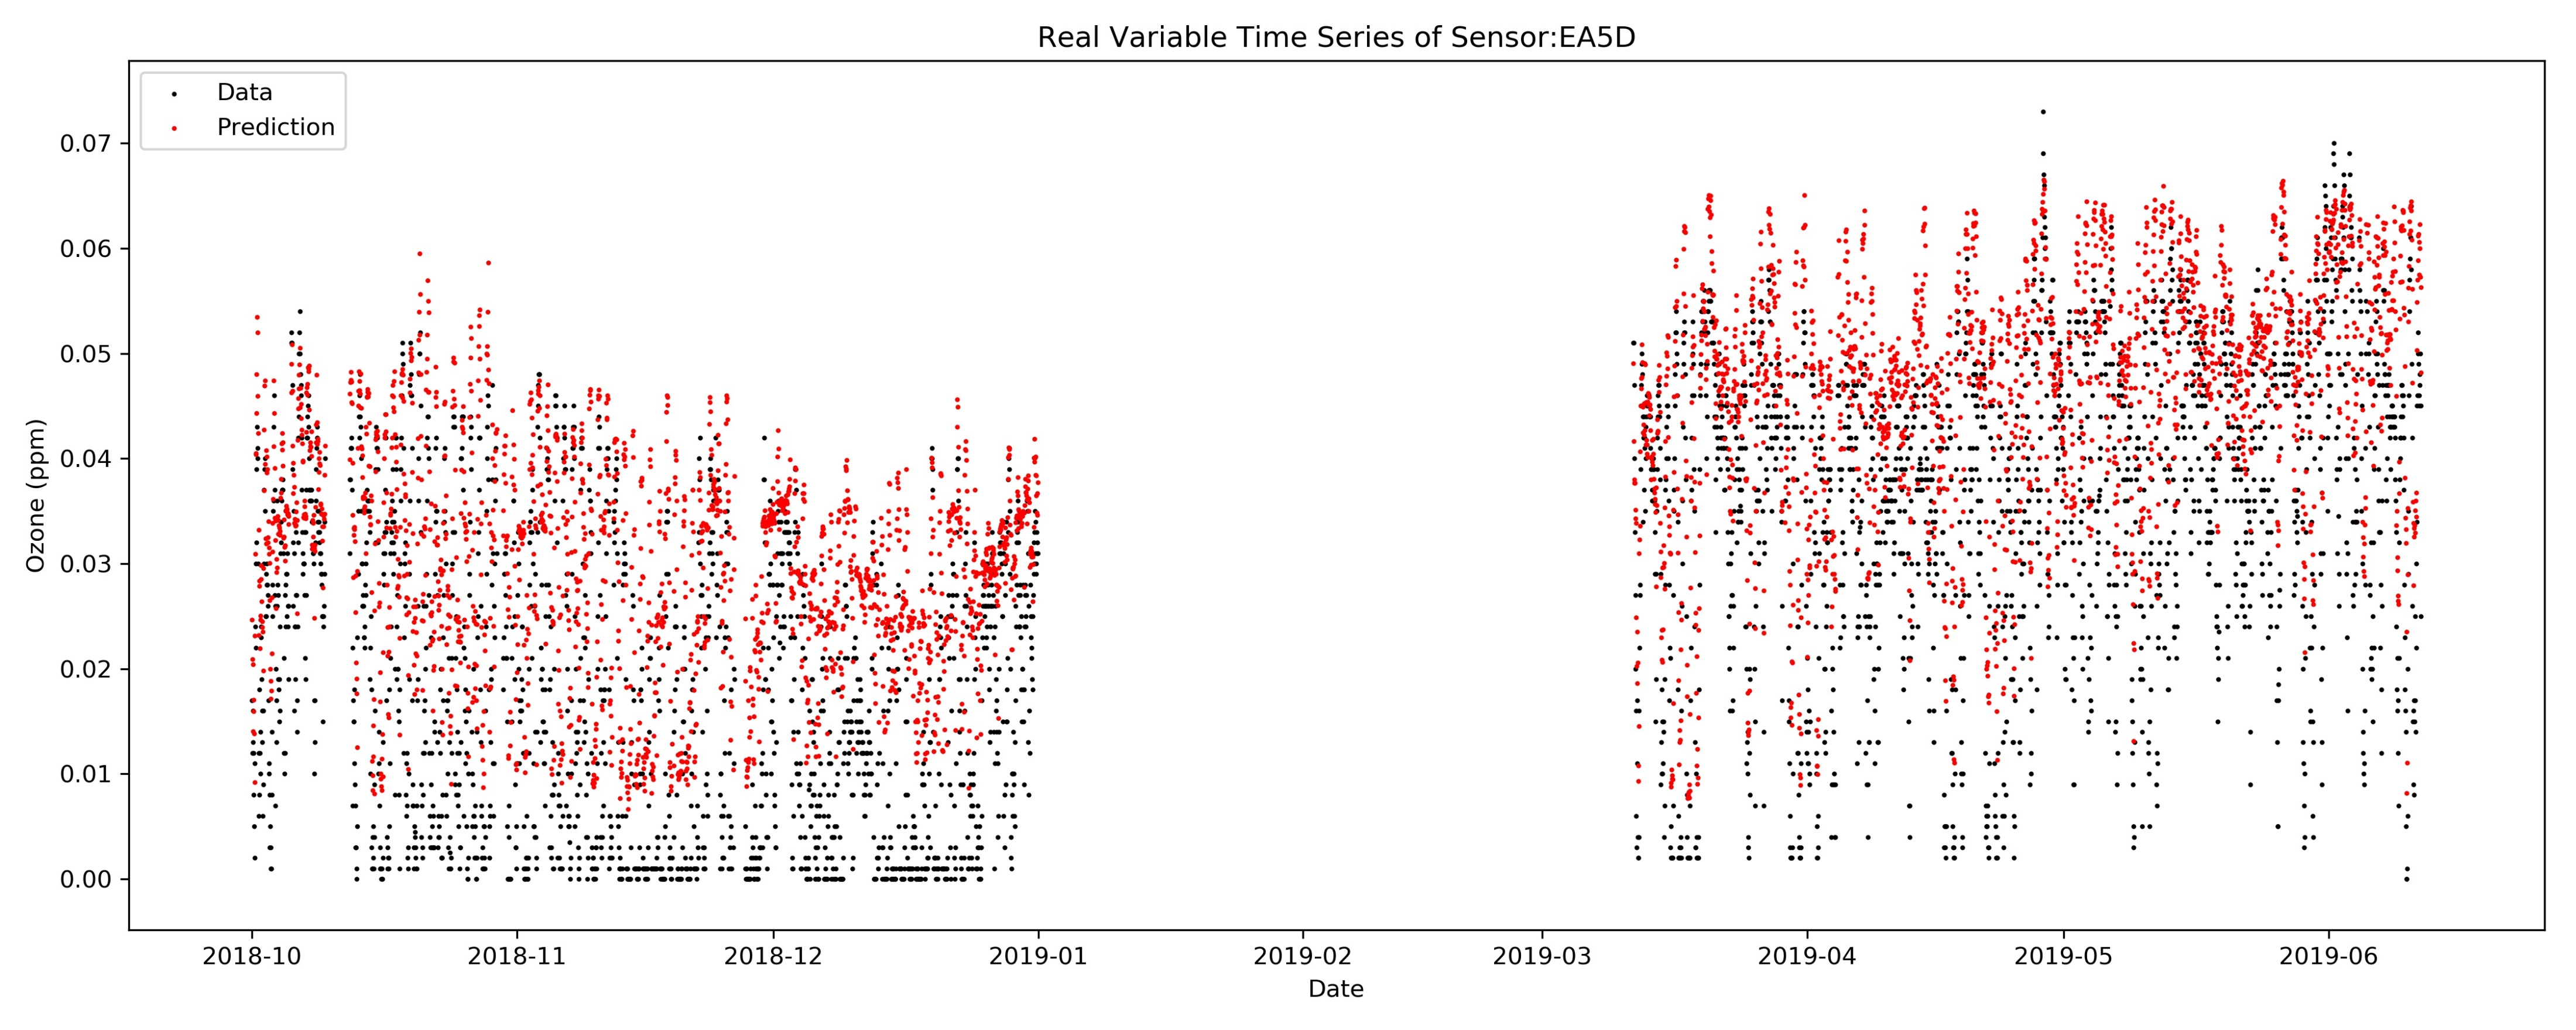 Real Variable Time Series of Sensor:EA5D
Data
Prediction
0.07
0.06
0.05
0.04
0.03
0.02
0.01
0.00
Ozone (ppm)
2018-10 2018-11 2018-12 2019-01 2019-02 2019-03 2019-04 2019-05 2019-06
Date